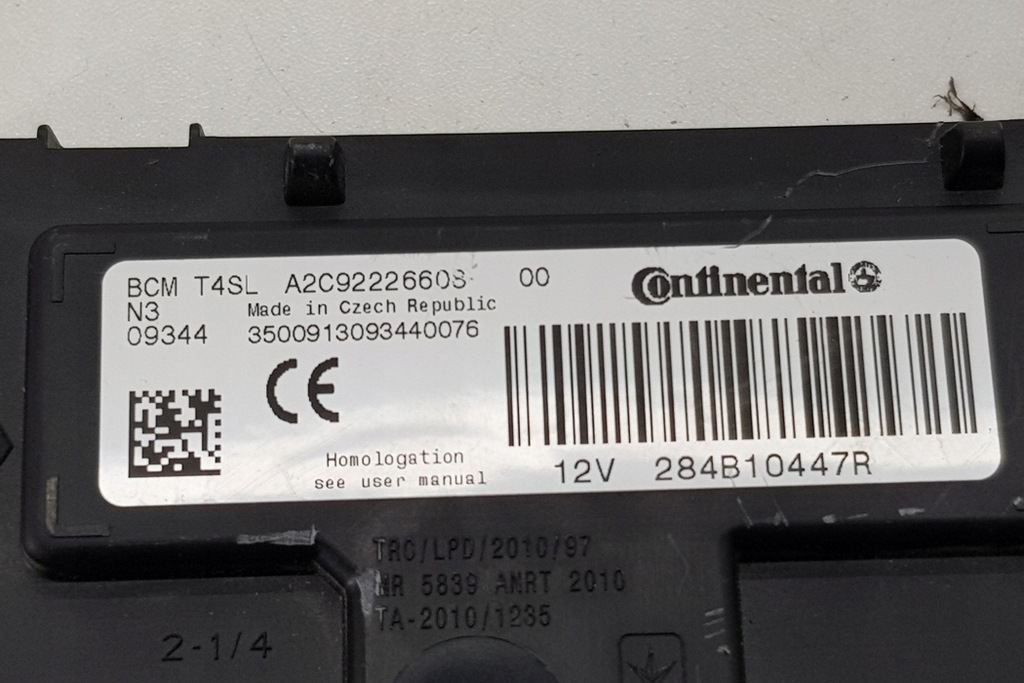 BCM T4SL A2C92226608 00
Continental
N3 Made in Czech Republic
09344 3500913093440076
CE
Homologation
see user manual
12V 284B10447R
TRC/LPD/2010/97
NR 5839 ANRT 2010
TA-2010/1235
2-1/4